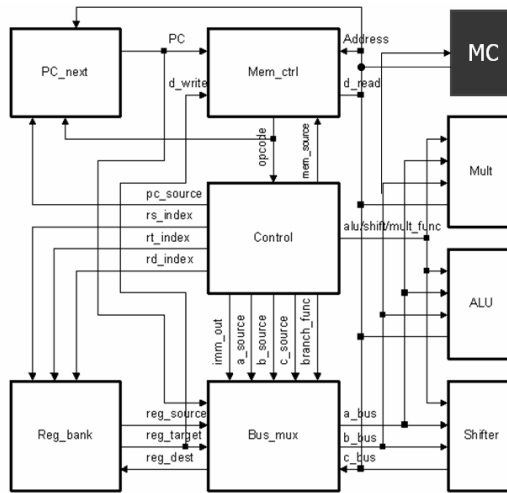 PC
Address
MC
PC_next
Mem_ctrl
d_write
d_read
opcode
mem_source
Mult
pc_source
rs_index
rt_index
rd_index
Control
alu/shift/mult_func
ALU
imm_out
a_source
b_source
c_source
branch_func
reg_source
a_bus
Reg_bank
reg_target
Bus_mux
b_bus
Shifter
reg_dest
c_bus